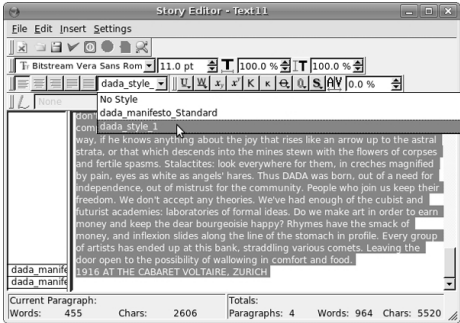 Story Editor - Text11
File Edit Insert Settings
Bitstream Vera Sans Rom 11.0 pt 100.0 % 100.0 %
dada_style_ 0.0 %
None
No Style
dada_manifesto_Standard
dada_style_1
don'
com
way, if he knows anything about the joy that rises like an arrow up to the astral
strata, or that which descends into the mines stewn with the flowers of corpses
and fertile spasms. Stalactites: look everywhere for them, in creches magnified
by pain, eyes as white as angels' hares. Thus DADA was born, out of a need for
independence, out of mistrust for the community. People who join us keep their
freedom. We don't accept any theories. We've had enough of the cubist and
futurist academies: laboratories of formal ideas. Do we make art in order to earn
money and keep the dear bourgeoisie happy? Rhymes have the smack of
money, and inflexion slides along the line of the stomach in profile. Every group
of artists has ended up at this bank, straddling various comets. Leaving the
door open to the possibility of wallowing in comfort and food.
dada_manife
1916 AT THE CABARET VOLTAIRE, ZURICH
dada_manife
Current Paragraph: Totals:
Words: 455 Chars: 2606 Paragraphs: 4 Words: 964 Chars: 5520